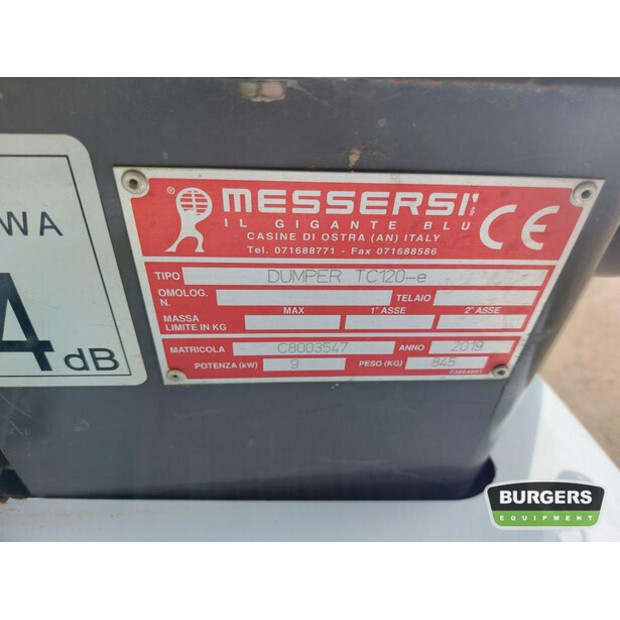 WA
4 dB
® MESSERSI'
IL GIGANTE BLU
CASINE DI OSTRA (AN) ITALY
Tel. 071688771 - Fax 071688586
CE
TIPO DUMPER TC120-e
OMOLOG. N. TELAIO
MAX 1° ASSE 2° ASSE
MASSA LIMITE IN KG
MATRICOLA C8003547 ANNO 2019
POTENZA (kW) 9 PESO (KG) 845
BURGERS
EQUIPMENT